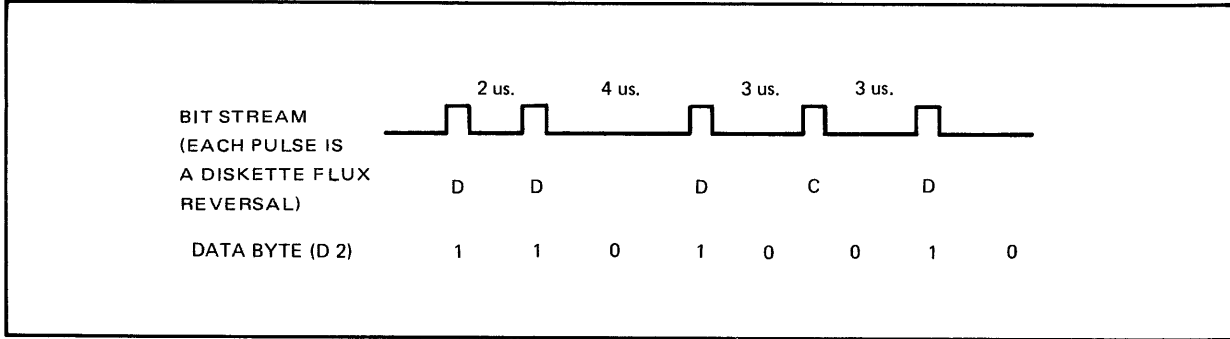 2 us. 4 us. 3 us. 3 us.
BIT STREAM
(EACH PULSE IS
A DISKETTE FLUX
REVERSAL)
D D D C D
DATA BYTE (D 2) 1 1 0 1 0 0 1 0